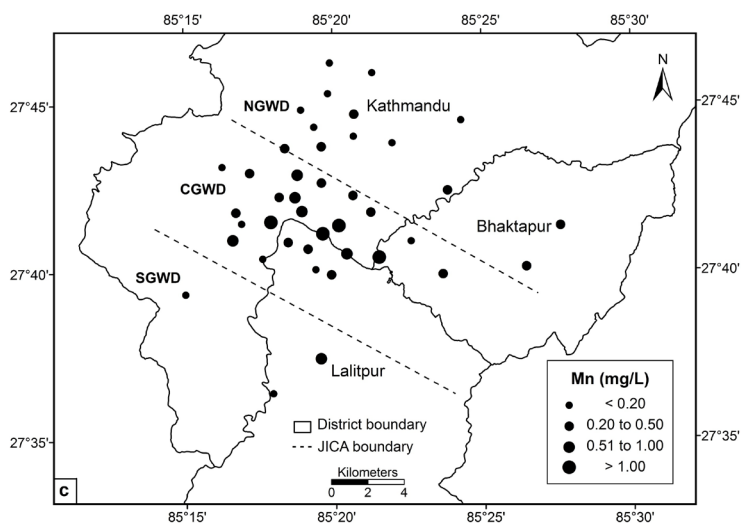 85°15' 85°20' 85°25' 85°30'
N
27°45' 27°45'
NGWD Kathmandu
CGWD
Bhaktapur
27°40' 27°40'
SGWD
Lalitpur
Mn (mg/L)
< 0.20
0.20 to 0.50
0.51 to 1.00
> 1.00
District boundary
JICA boundary
27°35' 27°35'
Kilometers
0 2 4
c
85°15' 85°20' 85°25' 85°30'